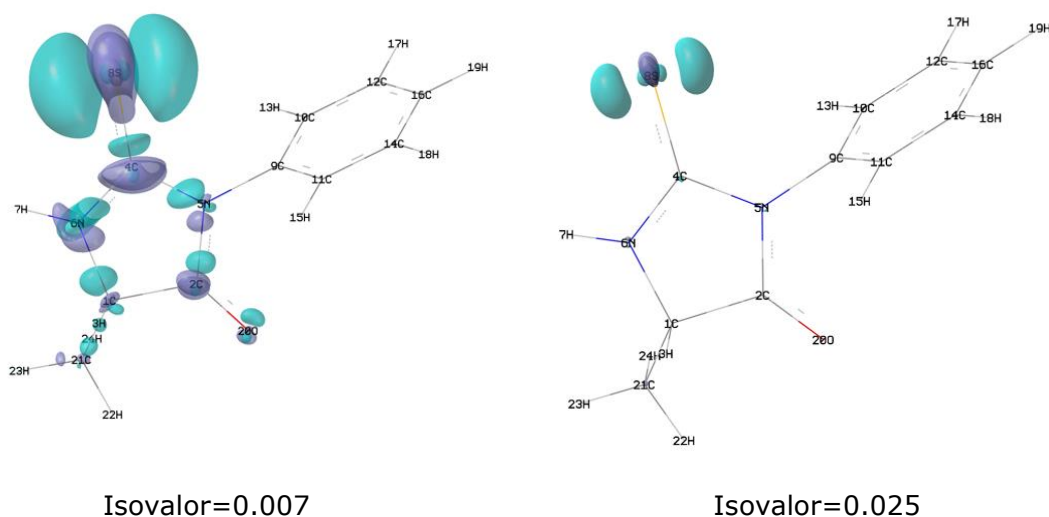 17H
19H
8S
12C
16C
13H
10C
14C
18H
9C
11C
4C
5N
15H
7H
6N
2C
1C
3H
20O
24H
21C
23H
22H
Isovalor=0.007
17H
19H
8S
12C
16C
13H
10C
14C
18H
9C
11C
4C
15H
5N
7H
6N
2C
1C
20O
24H
3H
21C
23H
22H
Isovalor=0.025